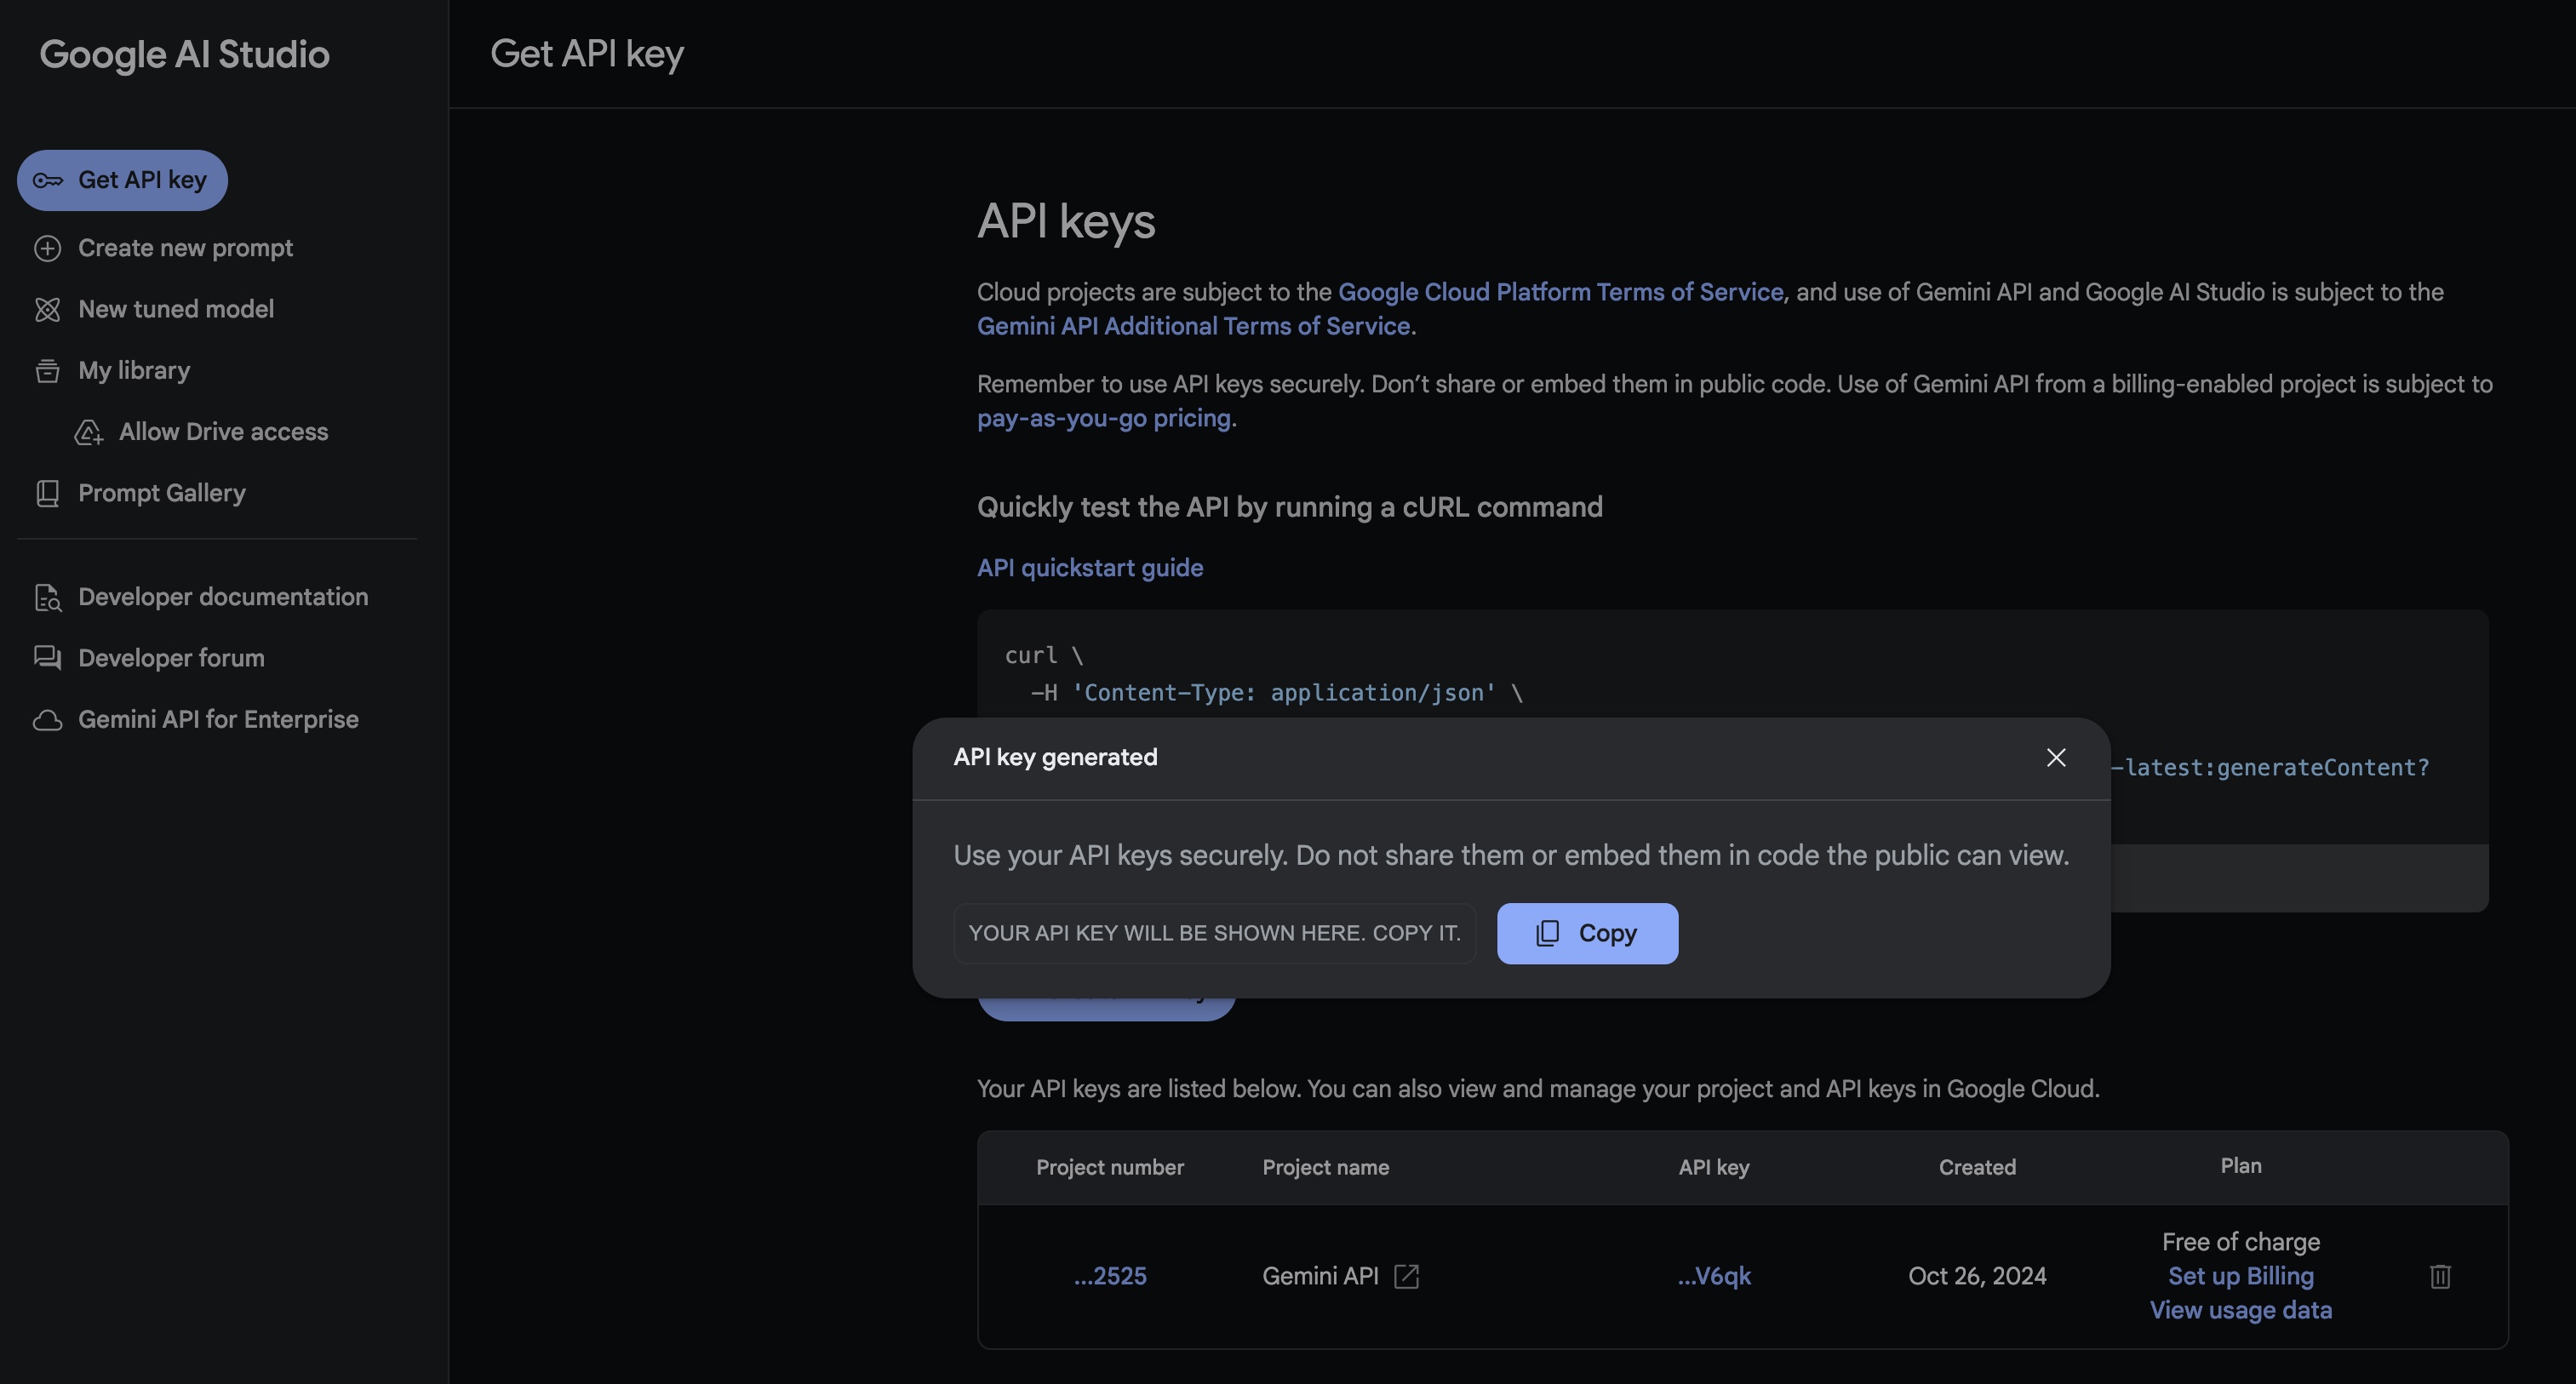 Google AI Studio
Get API key
Create new prompt
New tuned model
My library
Allow Drive access
Prompt Gallery
Developer documentation
Developer forum
Gemini API for Enterprise
Get API key
API keys
Cloud projects are subject to the Google Cloud Platform Terms of Service, and use of Gemini API and Google AI Studio is subject to the
Gemini API Additional Terms of Service.
Remember to use API keys securely. Don’t share or embed them in public code. Use of Gemini API from a billing-enabled project is subject to
pay-as-you-go pricing.
Quickly test the API by running a cURL command
API quickstart guide
curl \
-H 'Content-Type: application/json' \
-latest:generateContent?
API key generated
Use your API keys securely. Do not share them or embed them in code the public can view.
YOUR API KEY WILL BE SHOWN HERE. COPY IT.
Copy
Your API keys are listed below. You can also view and manage your project and API keys in Google Cloud.
Project number Project name API key Created Plan
...2525 Gemini API ...V6qk Oct 26, 2024 Free of charge
Set up Billing
View usage data